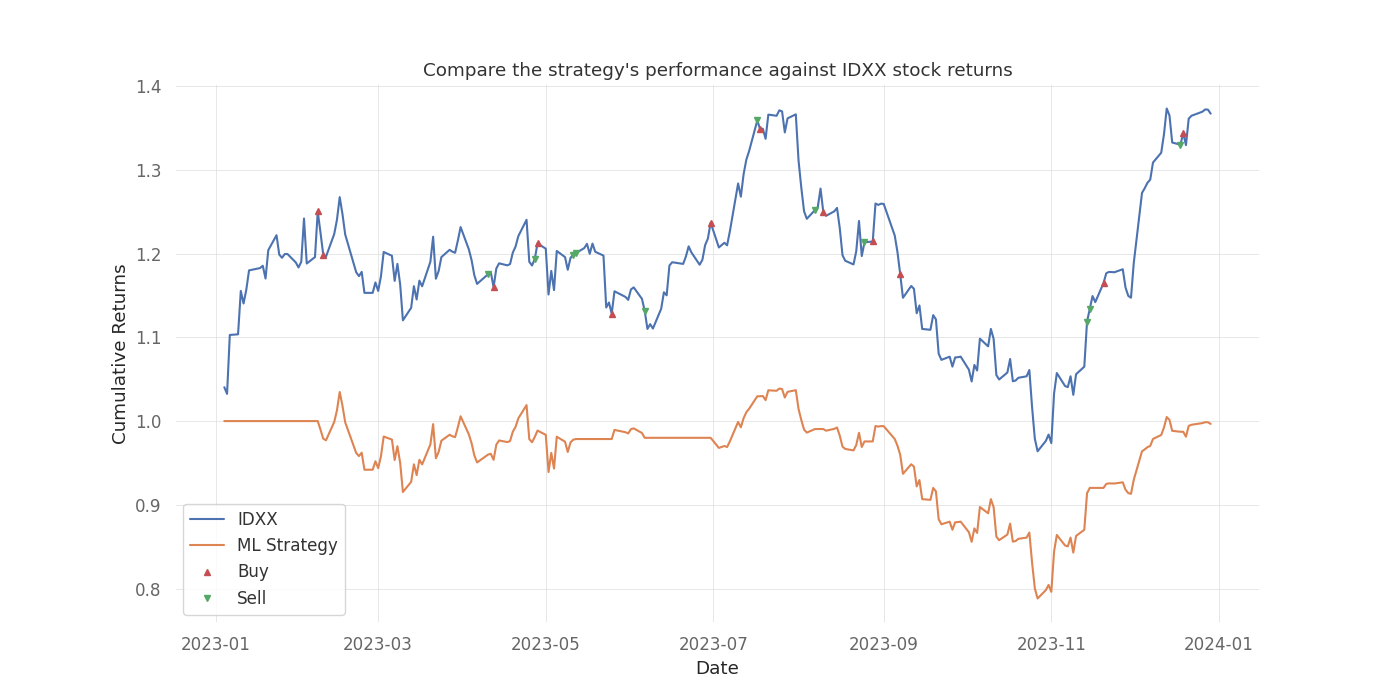 Compare the strategy's performance against IDXX stock returns
1.4
1.3
1.2
1.1
1.0
0.9
0.8
Cumulative Returns
IDXX
ML Strategy
Buy
Sell
2023-01
2023-03
2023-05
2023-07
2023-09
2023-11
2024-01
Date